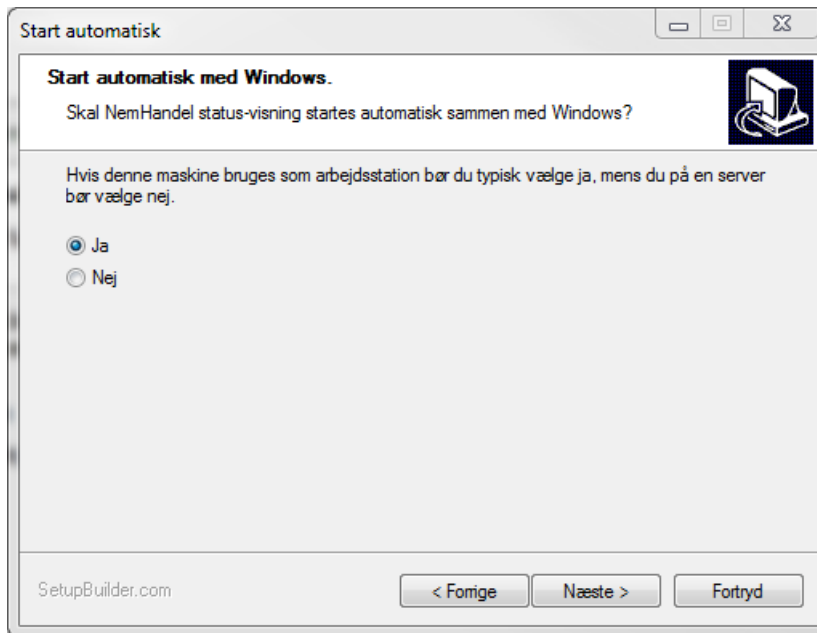 Start automatisk
Start automatisk med Windows.
Skal NemHandel status-visning startes automatisk sammen med Windows?
Hvis denne maskine bruges som arbejdsstation bør du typisk vælge ja, mens du på en server
bør vælge nej.
Ja
Nej
SetupBuilder.com
< Forrige
Næste >
Fortryd